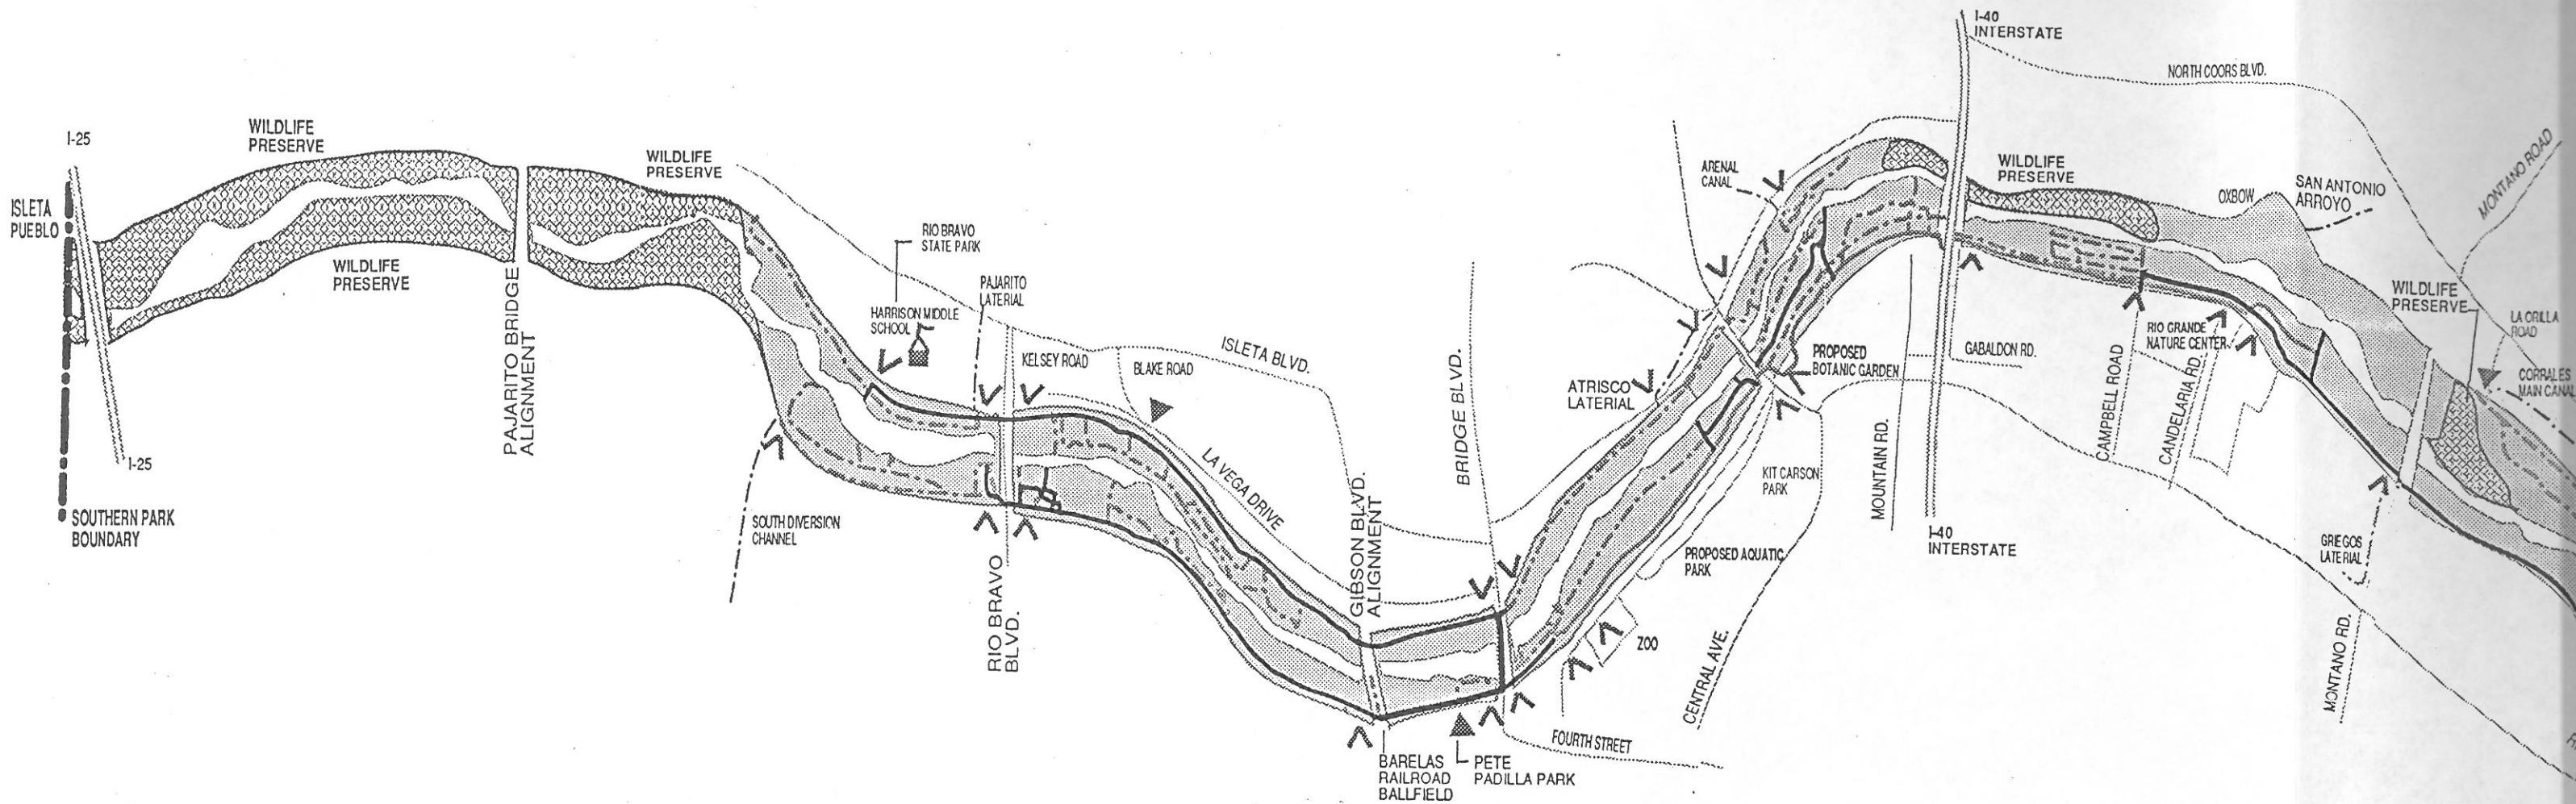 I-25
ISLETA
PUEBLO
I-25
SOUTHERN PARK
BOUNDARY
WILDLIFE
PRESERVE
WILDLIFE
PRESERVE
PAJARITO BRIDGE
ALIGNMENT
WILDLIFE
PRESERVE
RIO BRAVO
STATE PARK
HARRISON MIDDLE
SCHOOL
PAJARITO
LATERIAL
SOUTH DIVERSION
CHANNEL
RIO BRAVO
BLVD.
KELSEY ROAD
BLAKE ROAD
ISLETA BLVD.
LA VEGA DRIVE
GIBSON BLVD.
ALIGNMENT
BRIDGE BLVD.
BARELAS
RAILROAD
BALLFIELD
PETE
PADILLA PARK
FOURTH STREET
ZOO
PROPOSED AQUATIC
PARK
CENTRAL AVE.
KIT CARSON
PARK
ATRISCO
LATERIAL
ARENAL
CANAL
PROPOSED
BOTANIC GARDEN
MOUNTAIN RD.
I-40
INTERSTATE
I-40
INTERSTATE
GABALDON RD.
NORTH COORS BLVD.
WILDLIFE
PRESERVE
OXBOW
SAN ANTONIO
ARROYO
CAMPBELL ROAD
RIO GRANDE
NATURE CENTER
CANDELARIA RD.
MONTANO ROAD
WILDLIFE
PRESERVE
LA ORILLA
ROAD
CORRALES
MAIN CANAL
GRIEGOS
LATERIAL
MONTANO RD.